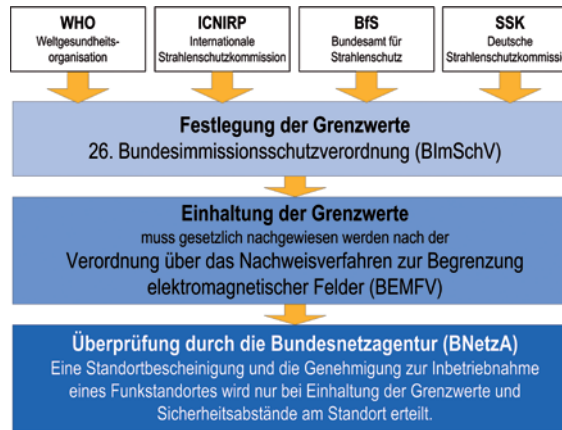 WHO
Weltgesundheits-
organisation
ICNIRP
Internationale
Strahlenschutzkommission
BfS
Bundesamt für
Strahlenschutz
SSK
Deutsche
Strahlenschutzkommission
Festlegung der Grenzwerte
26. Bundesimmissionsschutzverordnung (BImSchV)
Einhaltung der Grenzwerte
muss gesetzlich nachgewiesen werden nach der
Verordnung über das Nachweisverfahren zur Begrenzung
elektromagnetischer Felder (BEMFV)
Überprüfung durch die Bundesnetzagentur (BNetzA)
Eine Standortbescheinigung und die Genehmigung zur Inbetriebnahme
eines Funkstandortes wird nur bei Einhaltung der Grenzwerte und
Sicherheitsabstände am Standort erteilt.